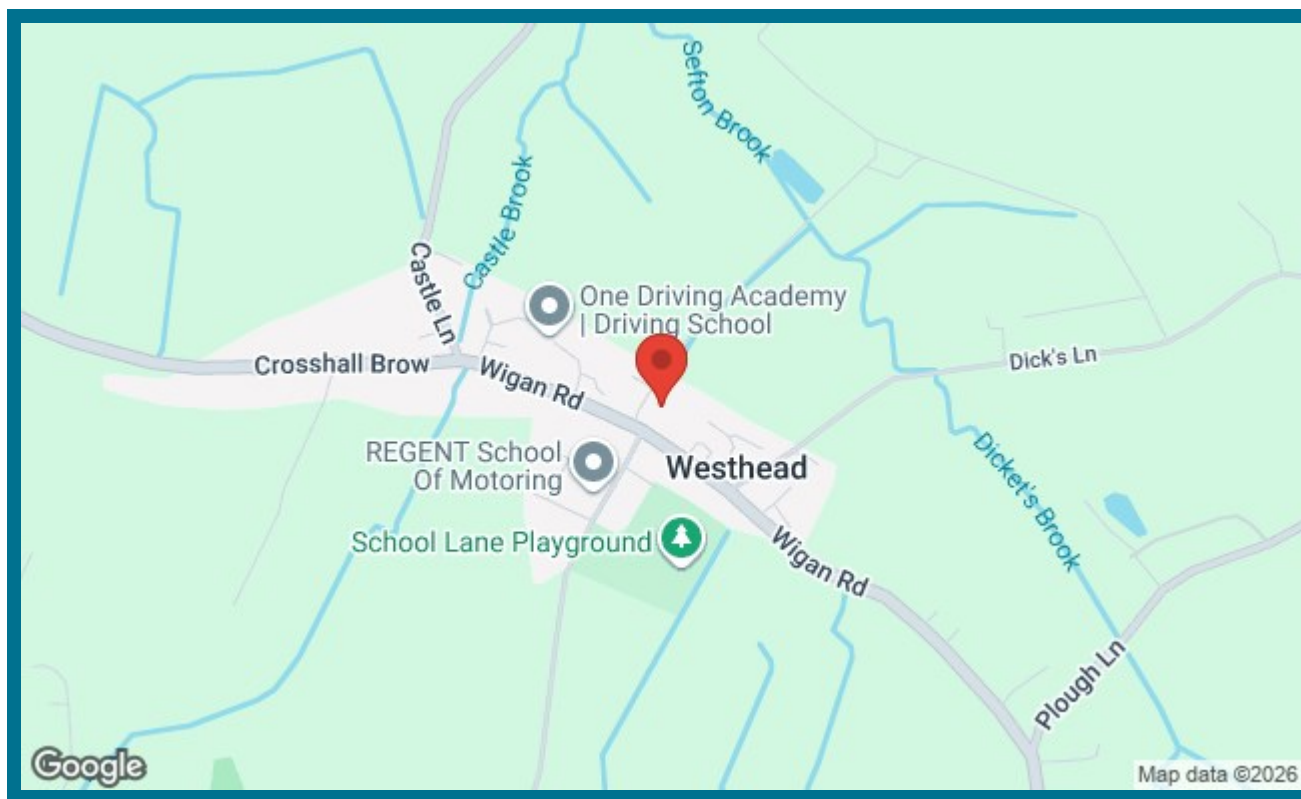 Sefton Brook
Castle Brook
Castle Ln
One Driving Academy
| Driving School
Crosshall Brow
Wigan Rd
Dick's Ln
REGENT School
Of Motoring
Westhead
School Lane Playground
Wigan Rd
Dicket's Brook
Plough Ln
Google
Map data ©2026